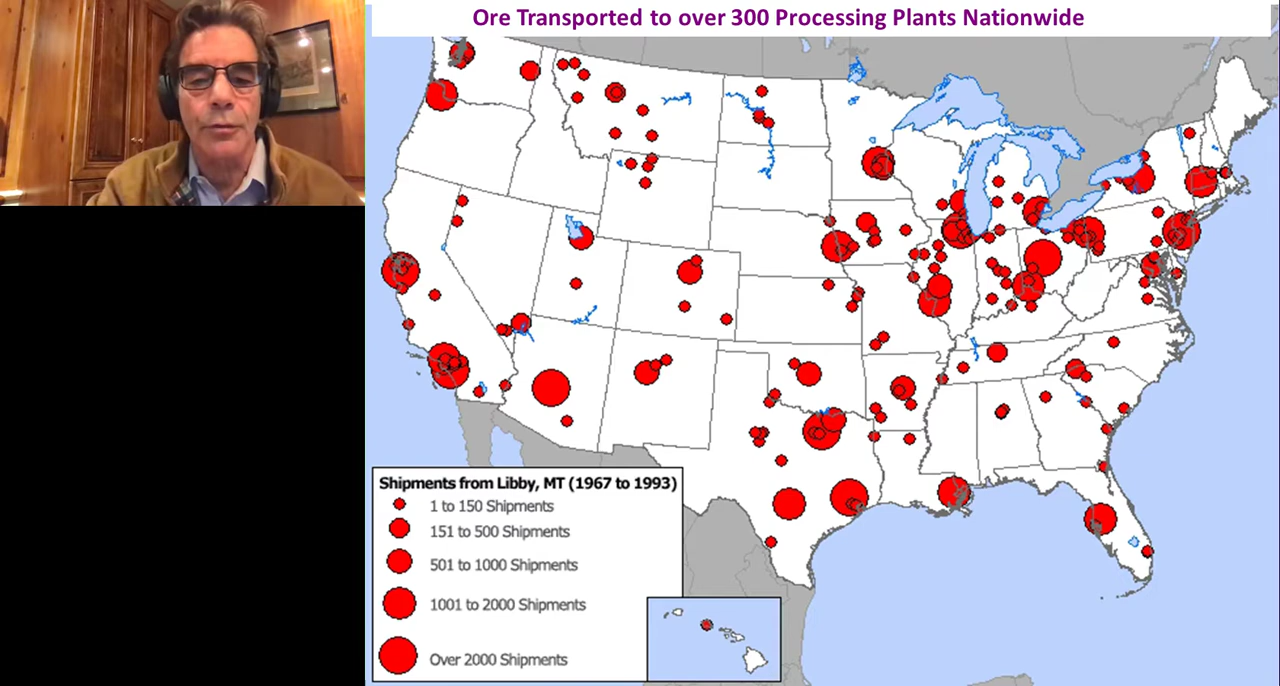 Ore Transported to over 300 Processing Plants Nationwide
Shipments from Libby, MT (1967 to 1993)
1 to 150 Shipments
151 to 500 Shipments
501 to 1000 Shipments
1001 to 2000 Shipments
Over 2000 Shipments